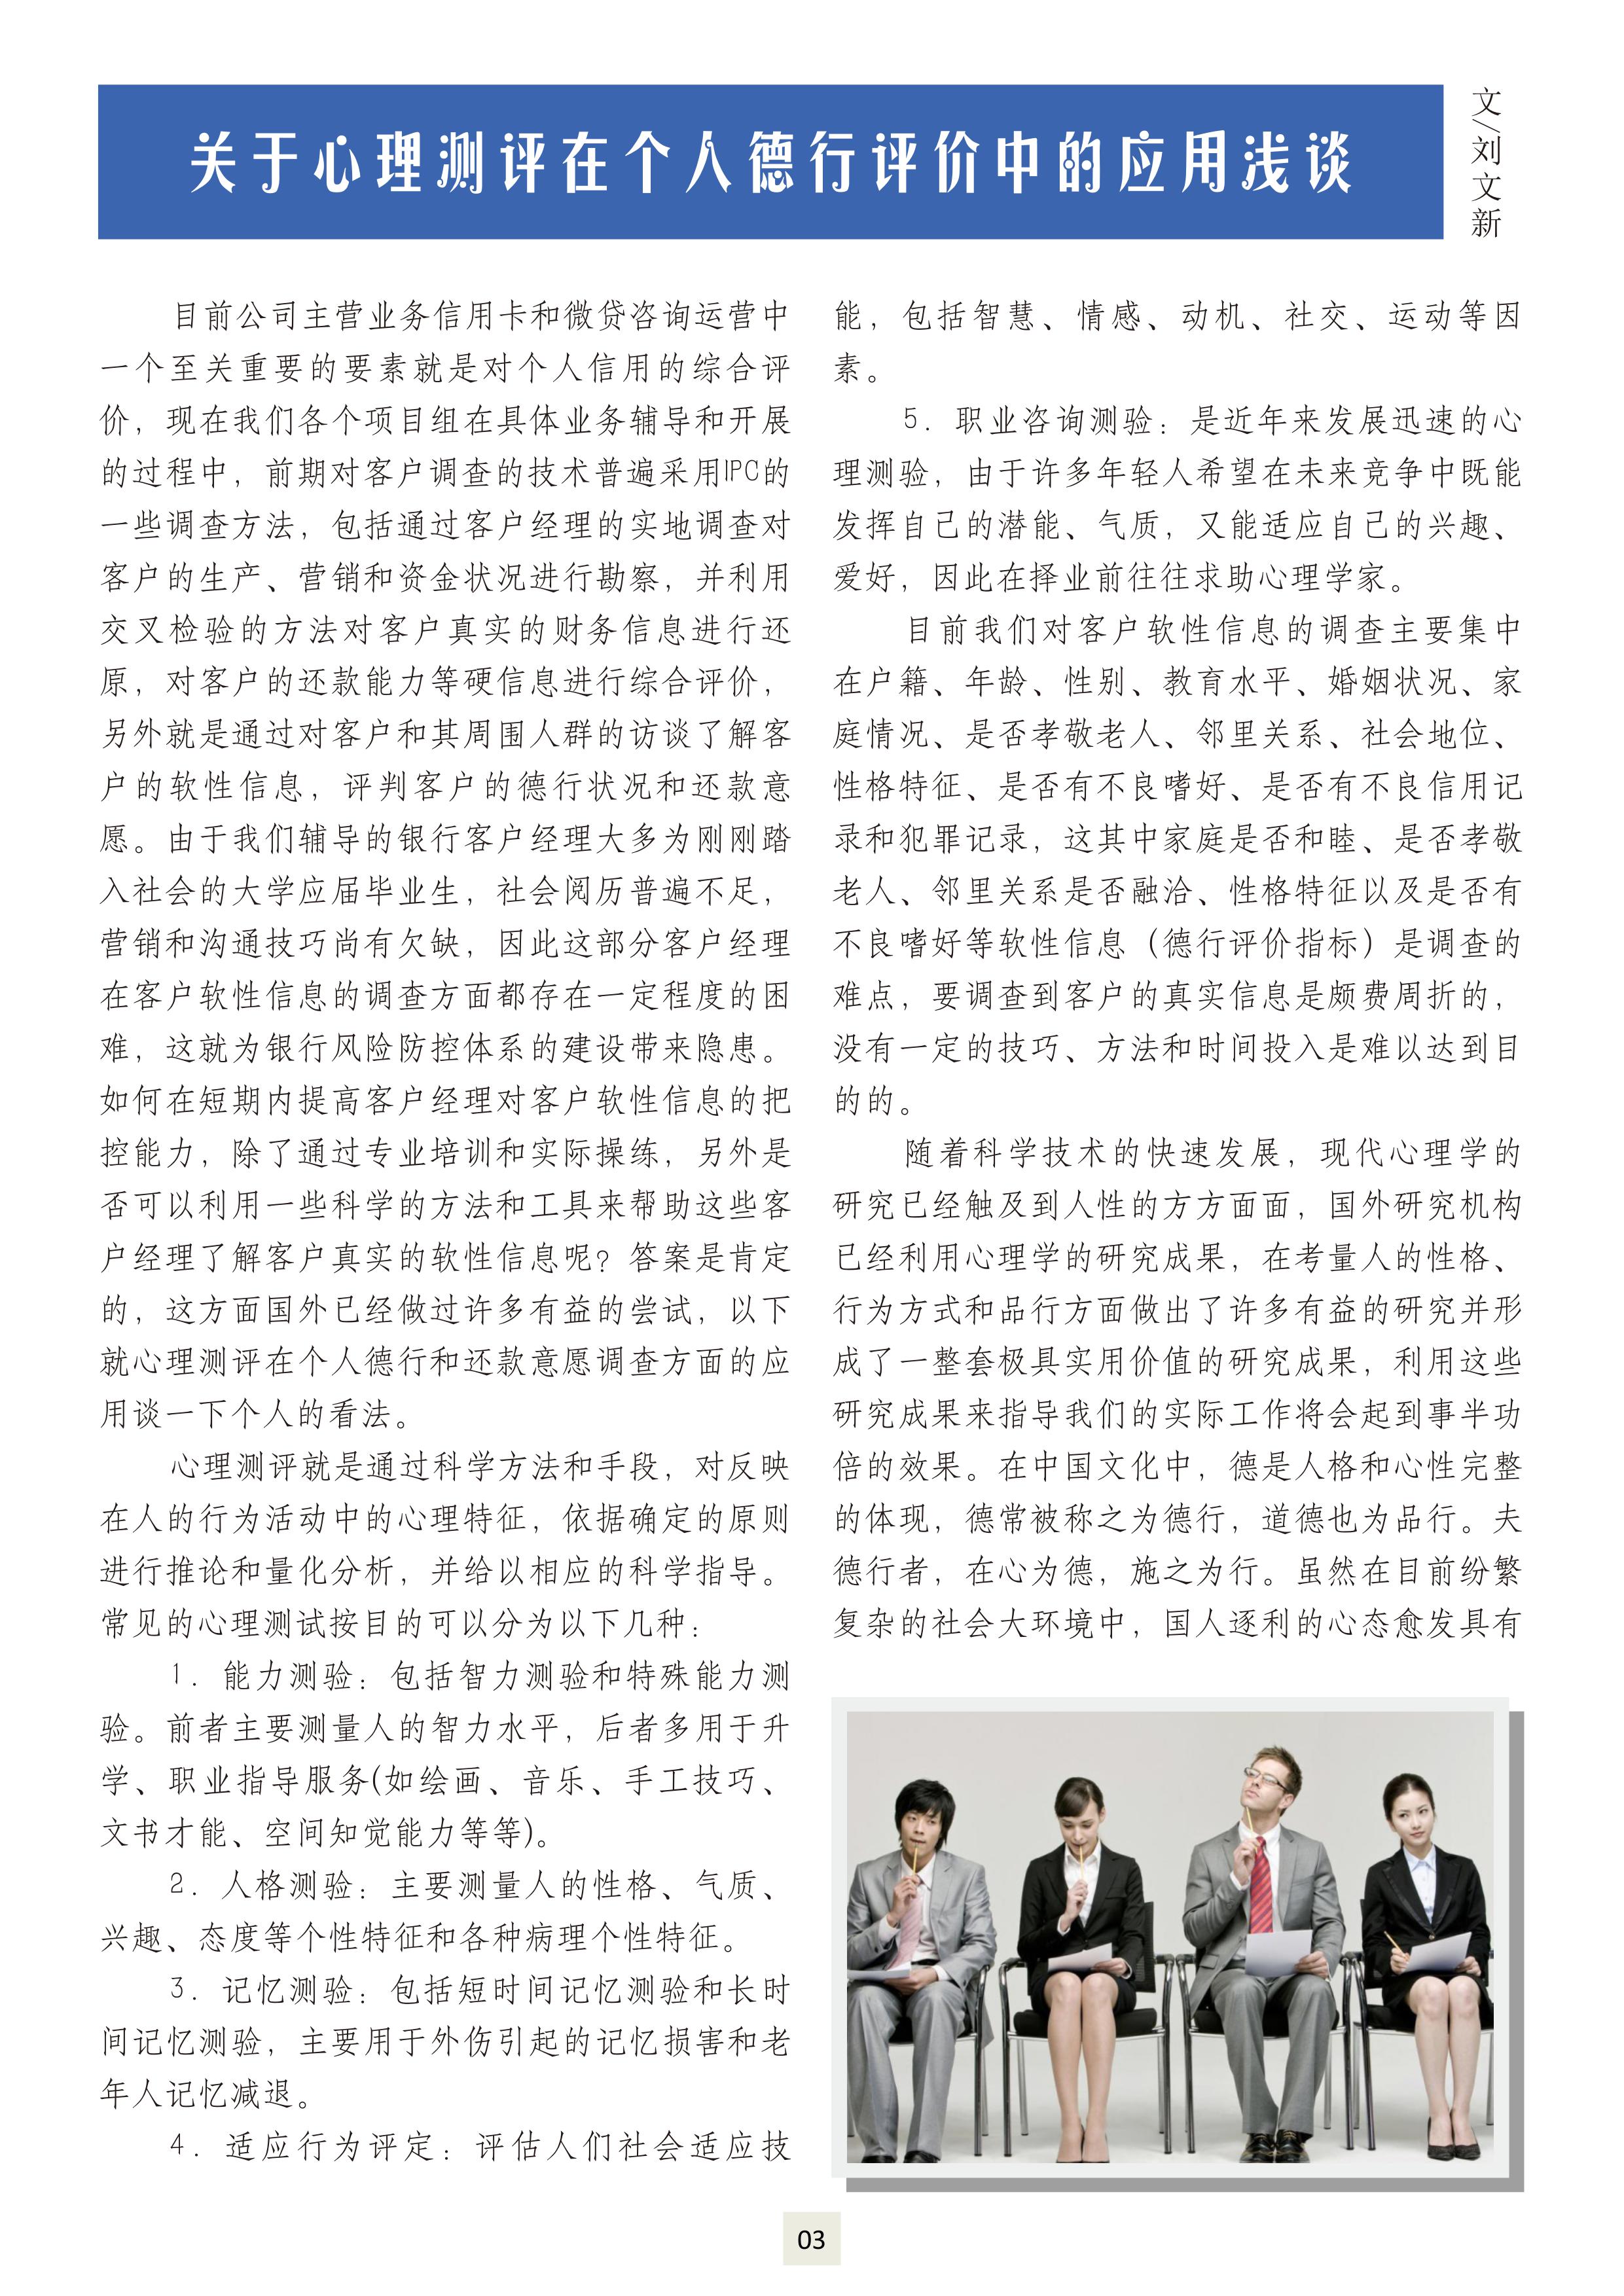 关于心理测评在个人德行评价中的应用浅谈
文/刘文新
目前公司主营业务信用卡和微贷咨询运营中
一个至关重要的要素就是对个人信用的综合评
价，现在我们各个项目组在具体业务辅导和开展
的过程中，前期对客户调查的技术普遍采用IPC的
一些调查方法，包括通过客户经理的实地调查对
客户的生产、营销和资金状况进行勘察，并利用
交叉检验的方法对客户真实的财务信息进行还
原，对客户的还款能力等硬信息进行综合评价，
另外就是通过对客户和其周围人群的访谈了解客
户的软性信息，评判客户的德行状况和还款意
愿。由于我们辅导的银行客户经理大多为刚刚踏
入社会的大学应届毕业生，社会阅历普遍不足，
营销和沟通技巧尚有欠缺，因此这部分客户经理
在客户软性信息的调查方面都存在一定程度的困
难，这就为银行风险防控体系的建设带来隐患。
如何在短期内提高客户经理对客户软性信息的把
控能力，除了通过专业培训和实际操练，另外是
否可以利用一些科学的方法和工具来帮助这些客
户经理了解客户真实的软性信息呢？答案是肯定
的，这方面国外已经做过许多有益的尝试，以下
就心理测评在个人德行和还款意愿调查方面的应
用谈一下个人的看法。
心理测评就是通过科学方法和手段，对反映
在人的行为活动中的心理特征，依据确定的原则
进行推论和量化分析，并给以相应的科学指导。
常见的心理测试按目的可以分为以下几种：
1．能力测验：包括智力测验和特殊能力测
验。前者主要测量人的智力水平，后者多用于升
学、职业指导服务(如绘画、音乐、手工技巧、
文书才能、空间知觉能力等等)。
2．人格测验：主要测量人的性格、气质、
兴趣、态度等个性特征和各种病理个性特征。
3．记忆测验：包括短时间记忆测验和长时
间记忆测验，主要用于外伤引起的记忆损害和老
年人记忆减退。
4．适应行为评定：评估人们社会适应技
能，包括智慧、情感、动机、社交、运动等因
素。
5．职业咨询测验：是近年来发展迅速的心
理测验，由于许多年轻人希望在未来竞争中既能
发挥自己的潜能、气质，又能适应自己的兴趣、
爱好，因此在择业前往往求助心理学家。
目前我们对客户软性信息的调查主要集中
在户籍、年龄、性别、教育水平、婚姻状况、家
庭情况、是否孝敬老人、邻里关系、社会地位、
性格特征、是否有不良嗜好、是否有不良信用记
录和犯罪记录，这其中家庭是否和睦、是否孝敬
老人、邻里关系是否融洽、性格特征以及是否有
不良嗜好等软性信息（德行评价指标）是调查的
难点，要调查到客户的真实信息是颇费周折的，
没有一定的技巧、方法和时间投入是难以达到目
的的。
随着科学技术的快速发展，现代心理学的
研究已经触及到人性的方方面面，国外研究机构
已经利用心理学的研究成果，在考量人的性格、
行为方式和品行方面做出了许多有益的研究并形
成了一整套极具实用价值的研究成果，利用这些
研究成果来指导我们的实际工作将会起到事半功
倍的效果。在中国文化中，德是人格和心性完整
的体现，德常被称之为德行，道德也为品行。夫
德行者，在心为德，施之为行。虽然在目前纷繁
复杂的社会大环境中，国人逐利的心态愈发具有
03